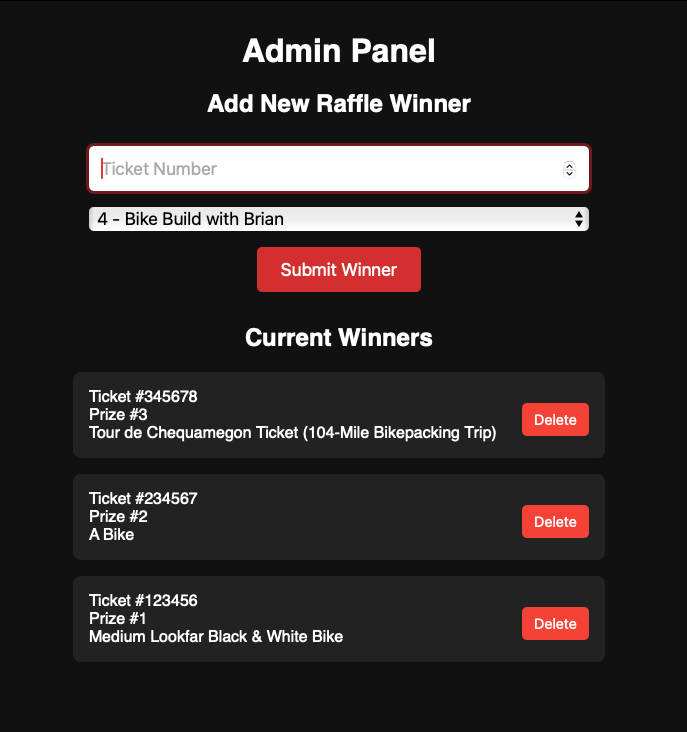 Admin Panel
Add New Raffle Winner
Ticket Number
4 - Bike Build with Brian
Submit Winner
Current Winners
Ticket #345678
Prize #3
Tour de Chequamegon Ticket (104-Mile Bikepacking Trip)
Delete
Ticket #234567
Prize #2
A Bike
Delete
Ticket #123456
Prize #1
Medium Lookfar Black & White Bike
Delete